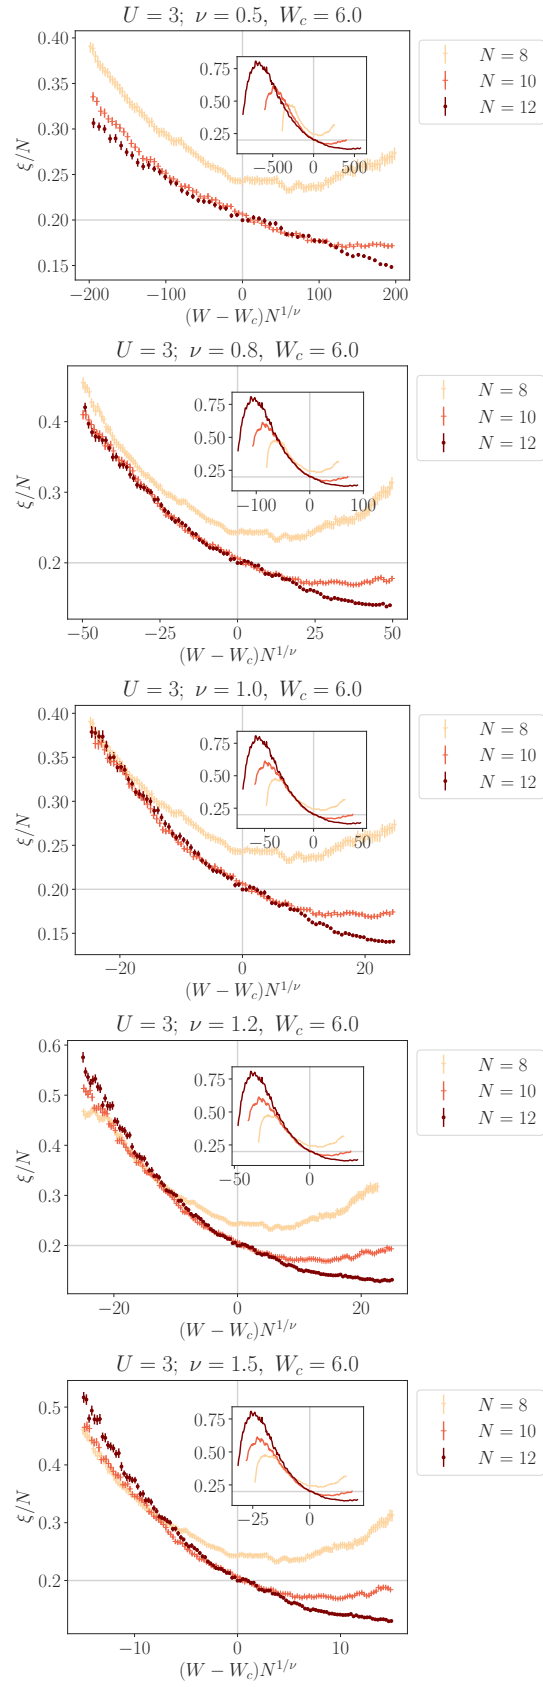 U = 3; ν = 0.5, W_c = 6.0
0.40
0.35
0.30
0.25
0.20
0.15
ξ/N
0.75
0.50
0.25
−500 0 500
−200 −100 0 100 200
(W − W_c)N^{1/ν}
N = 8
N = 10
N = 12
U = 3; ν = 0.8, W_c = 6.0
0.4
0.3
0.2
ξ/N
0.75
0.50
0.25
−100 0 100
−50 −25 0 25 50
(W − W_c)N^{1/ν}
N = 8
N = 10
N = 12
U = 3; ν = 1.0, W_c = 6.0
0.40
0.35
0.30
0.25
0.20
0.15
ξ/N
0.75
0.50
0.25
−50 0 50
−20 0 20
(W − W_c)N^{1/ν}
N = 8
N = 10
N = 12
U = 3; ν = 1.2, W_c = 6.0
0.6
0.5
0.4
0.3
0.2
ξ/N
0.75
0.50
0.25
−50 0
−20 0 20
(W − W_c)N^{1/ν}
N = 8
N = 10
N = 12
U = 3; ν = 1.5, W_c = 6.0
0.5
0.4
0.3
0.2
ξ/N
0.75
0.50
0.25
−25 0
−10 0 10
(W − W_c)N^{1/ν}
N = 8
N = 10
N = 12